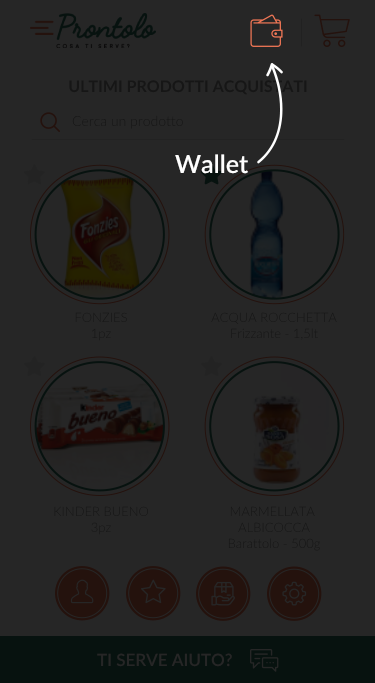 Prontolo
COSA TI SERVE?
ULTIMI PRODOTTI ACQUISTATI
Cerca un prodotto
Wallet
Fonzies
FONZIES
1pz
ACQUA ROCCHETTA
Frizzante - 1.5lt
Kinder
bueno
KINDER BUENO
3pz
MARMELLATA
ALBICOCCA
Barattolo - 500g
TI SERVE AIUTO?